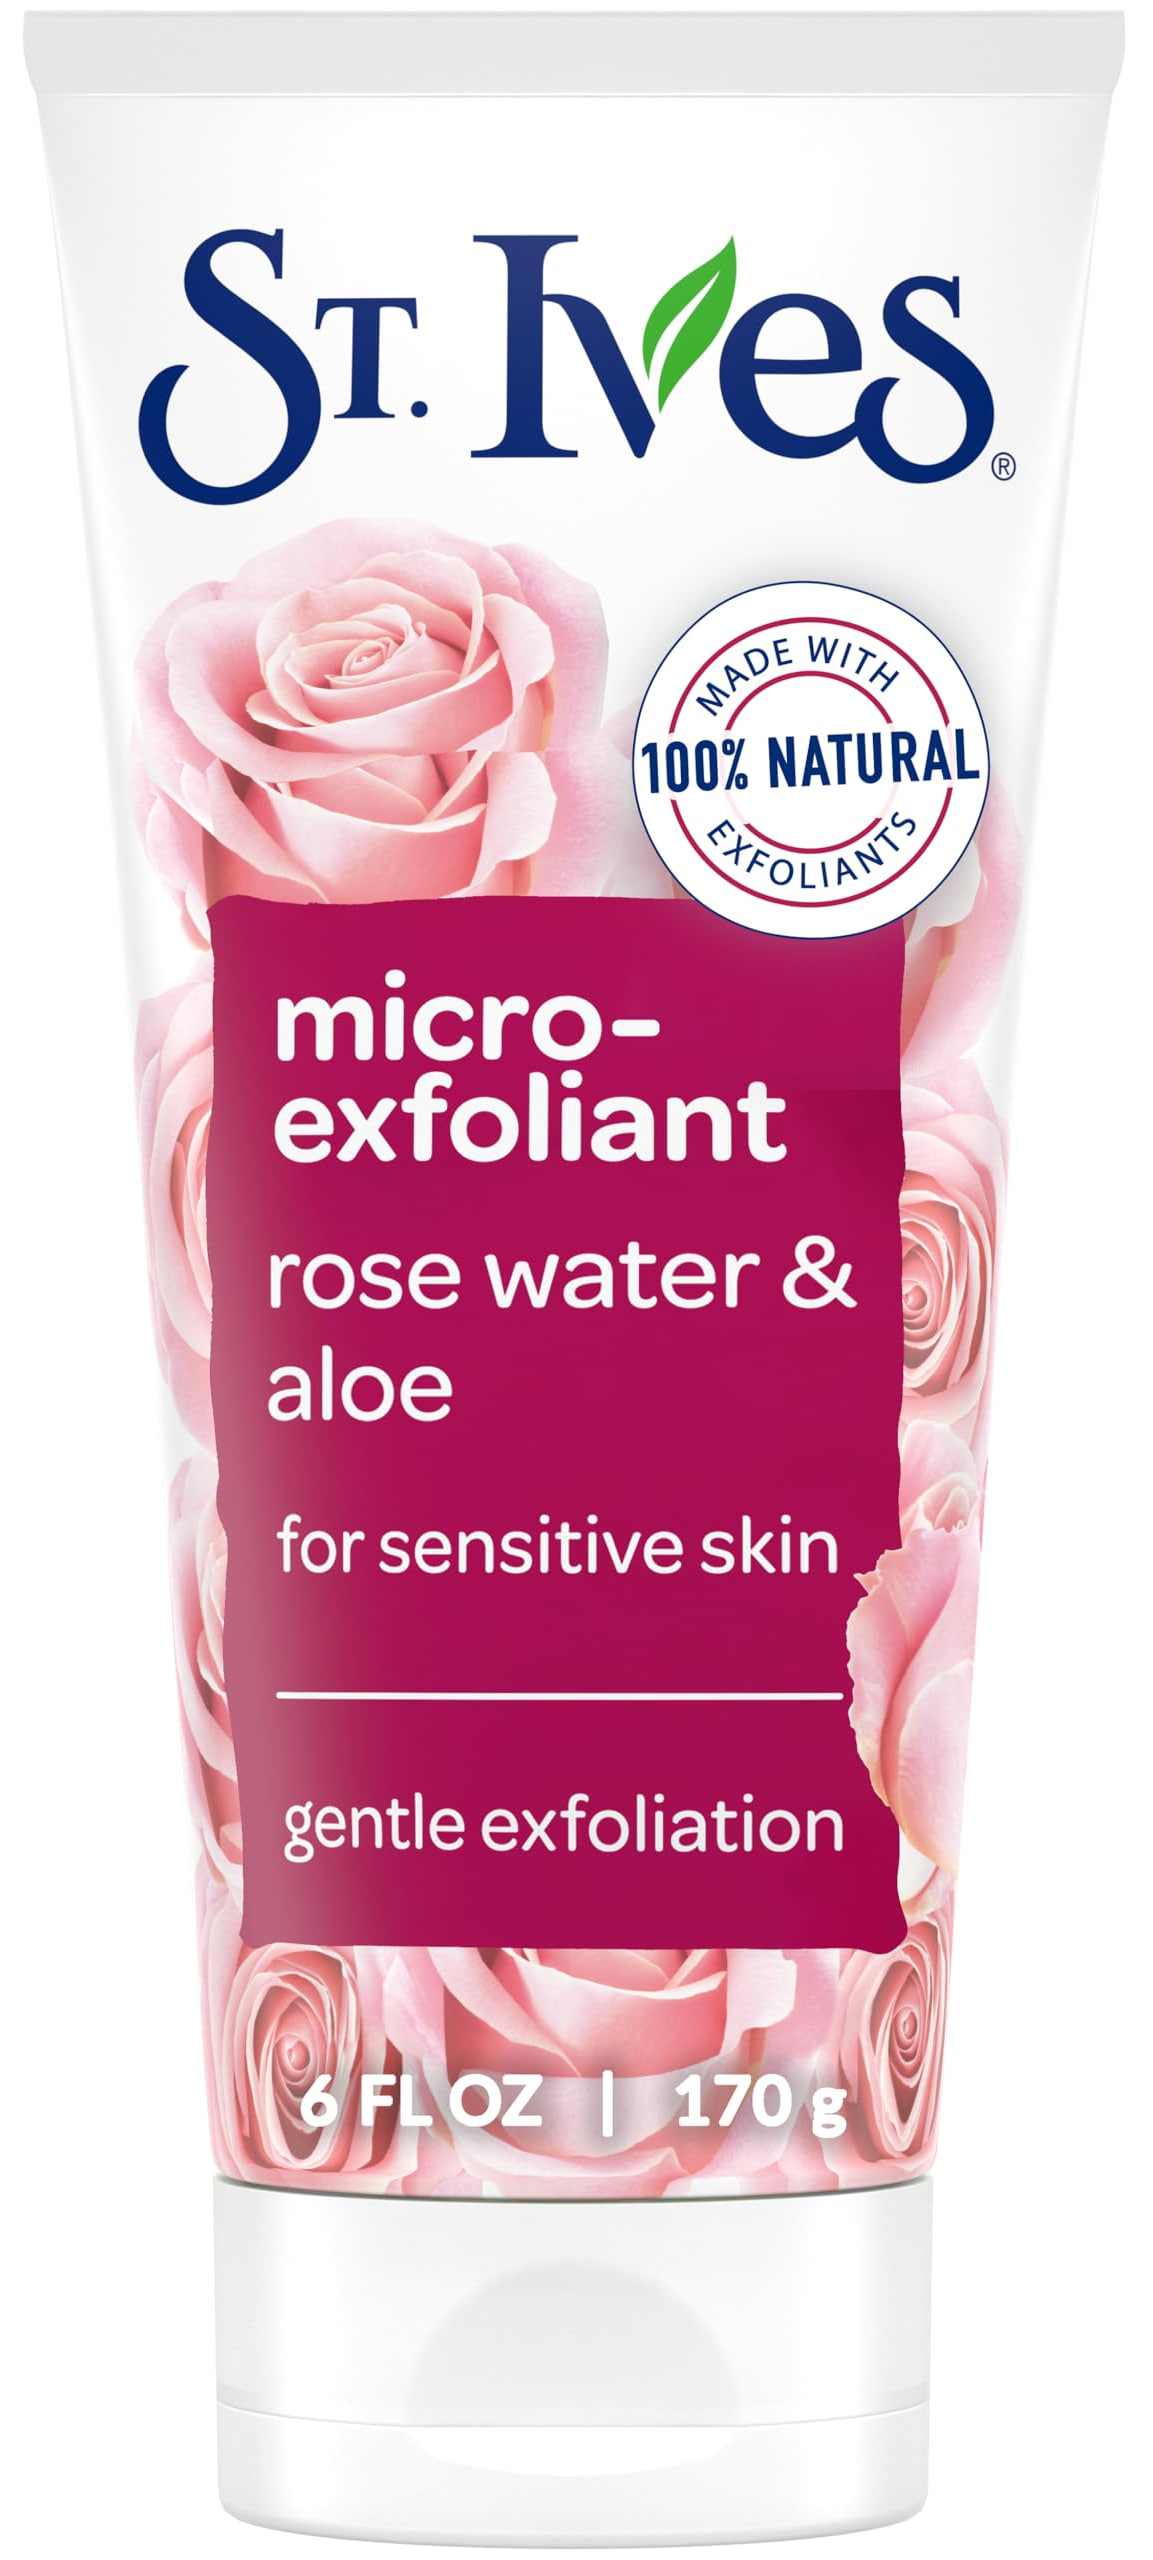 ST. Ives®
MADE WITH
100% NATURAL
EXFOLIANTS
micro-
exfoliant
rose water &
aloe
for sensitive skin
gentle exfoliation
6 FL OZ | 170 g